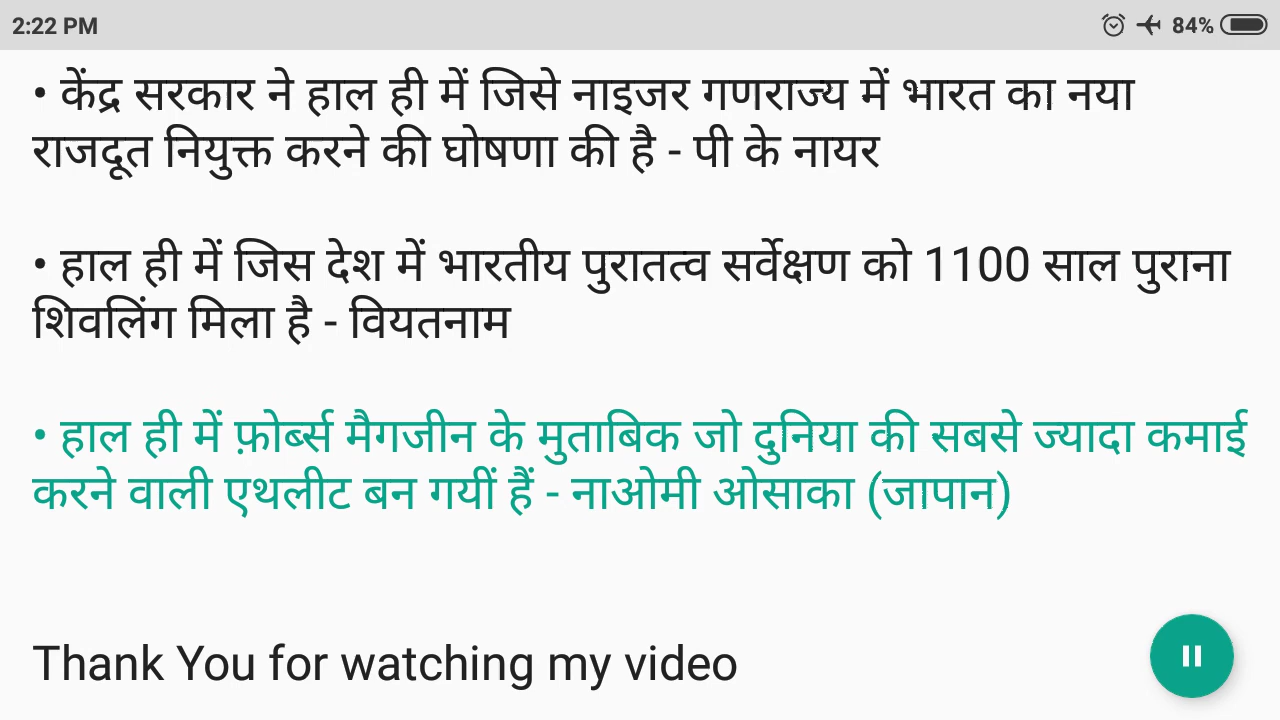 2:22 PM
84%
• केंद्र सरकार ने हाल ही में जिसे नाइजर गणराज्य में भारत का नया
राजदूत नियुक्त करने की घोषणा की है - पी के नायर
• हाल ही में जिस देश में भारतीय पुरातत्व सर्वेक्षण को 1100 साल पुराना
शिवलिंग मिला है - वियतनाम
• हाल ही में फ़ोर्ब्स मैगजीन के मुताबिक जो दुनिया की सबसे ज्यादा कमाई
करने वाली एथलीट बन गयीं हैं - नाओमी ओसाका (जापान)
Thank You for watching my video